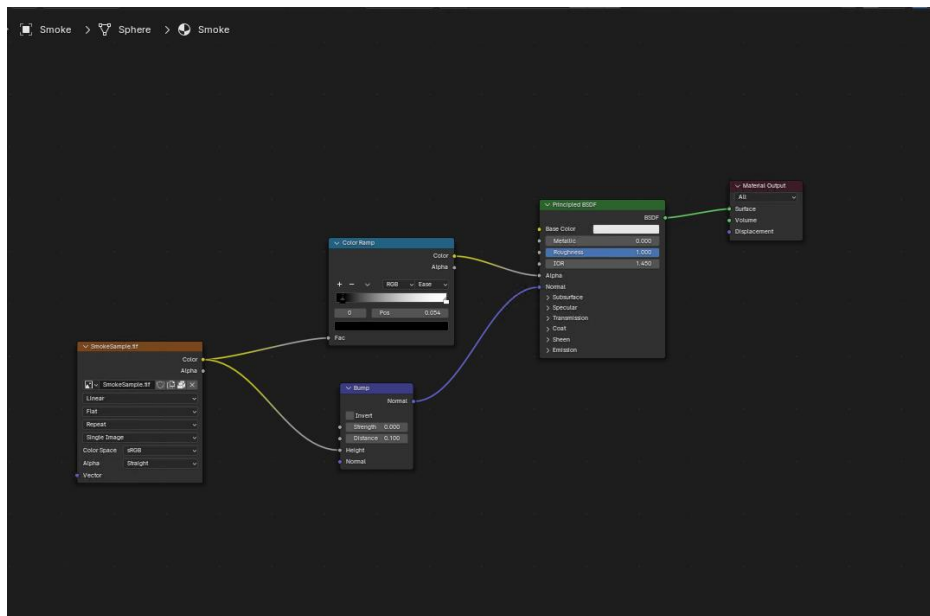 Smoke > Sphere > Smoke
Material Output
All
Surface
Volume
Displacement
Principled BSDF
BSDF
Base Color
Metallic 0.000
Roughness 1.000
IOR 1.450
Alpha
Normal
> Subsurface
> Specular
> Transmission
> Coat
> Sheen
> Emission
Color Ramp
Color
Alpha
+ − RGB Ease
0 Pos 0.054
Fac
SmokeSample.tif
Color
Alpha
SmokeSample.tif
Linear
Flat
Repeat
Single Image
Color Space sRGB
Alpha Straight
Vector
Bump
Normal
Invert
Strength 0.000
Distance 0.100
Height
Normal